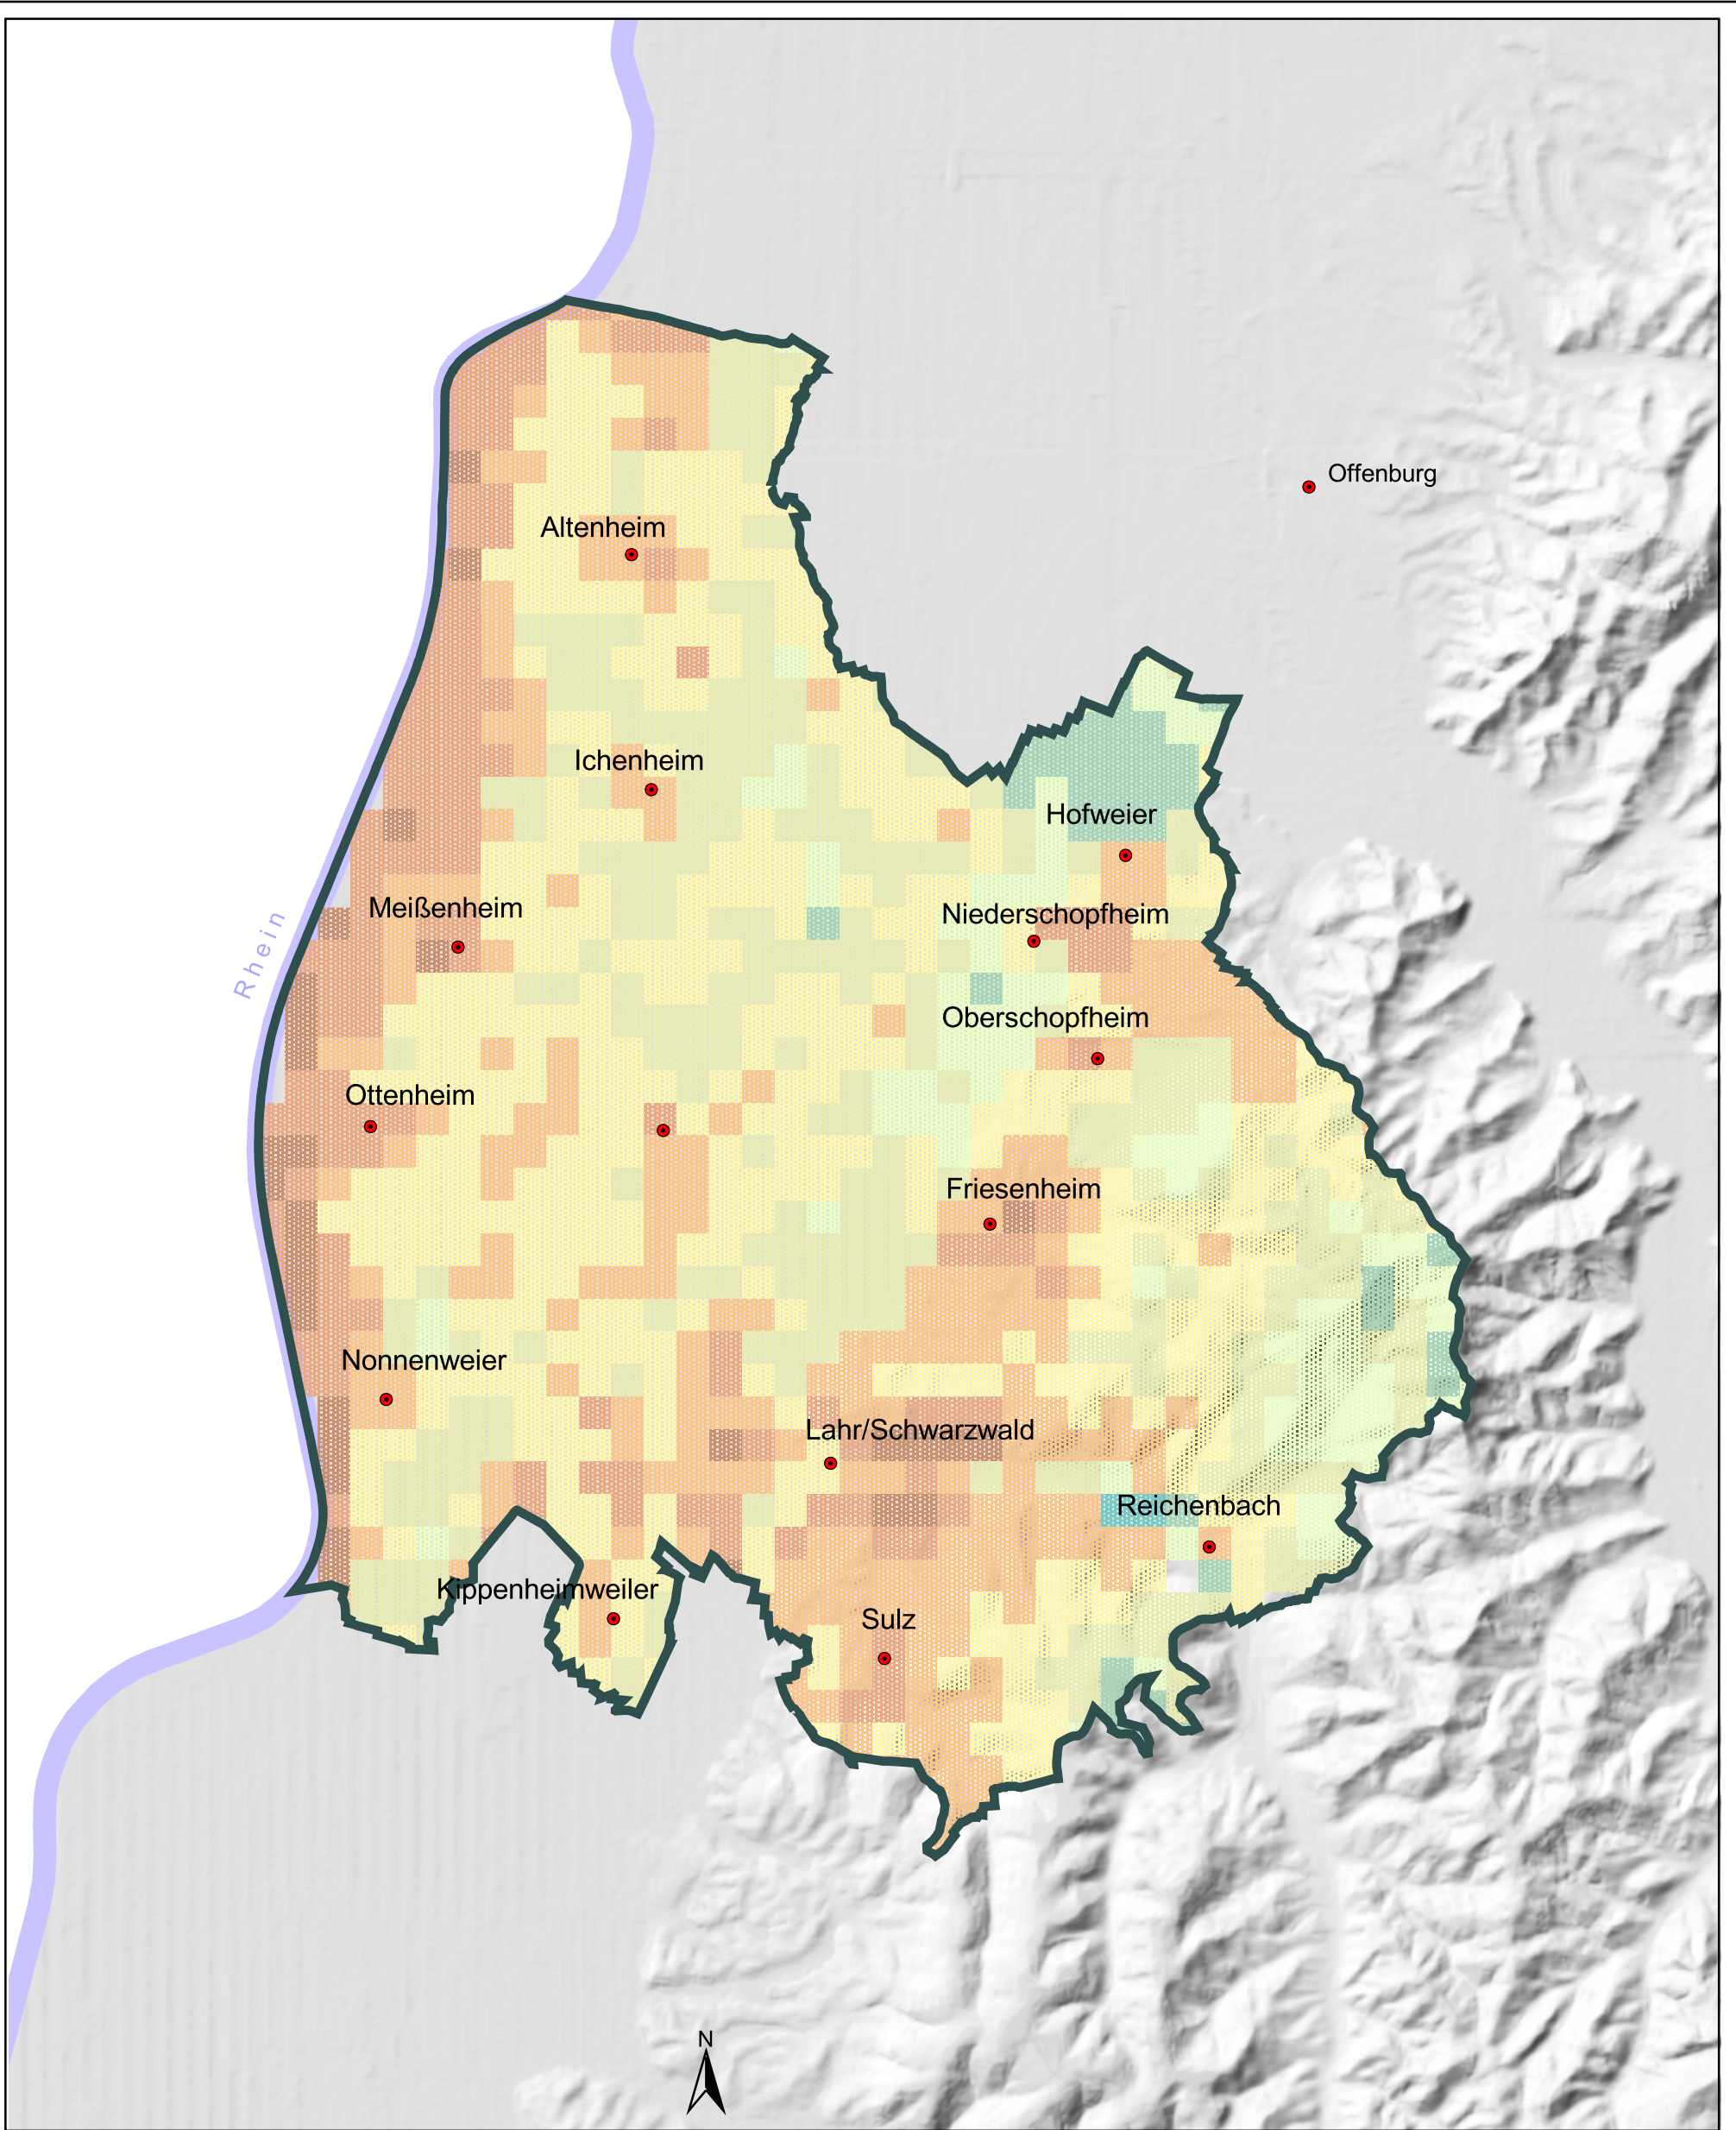 Offenburg
Altenheim
Ichenheim
Hofweier
Meißenheim
Niederschopfheim
Rhein
Oberschopfheim
Ottenheim
Friesenheim
Nonnenweier
Lahr/Schwarzwald
Reichenbach
Kippenheimweiler
Sulz
N